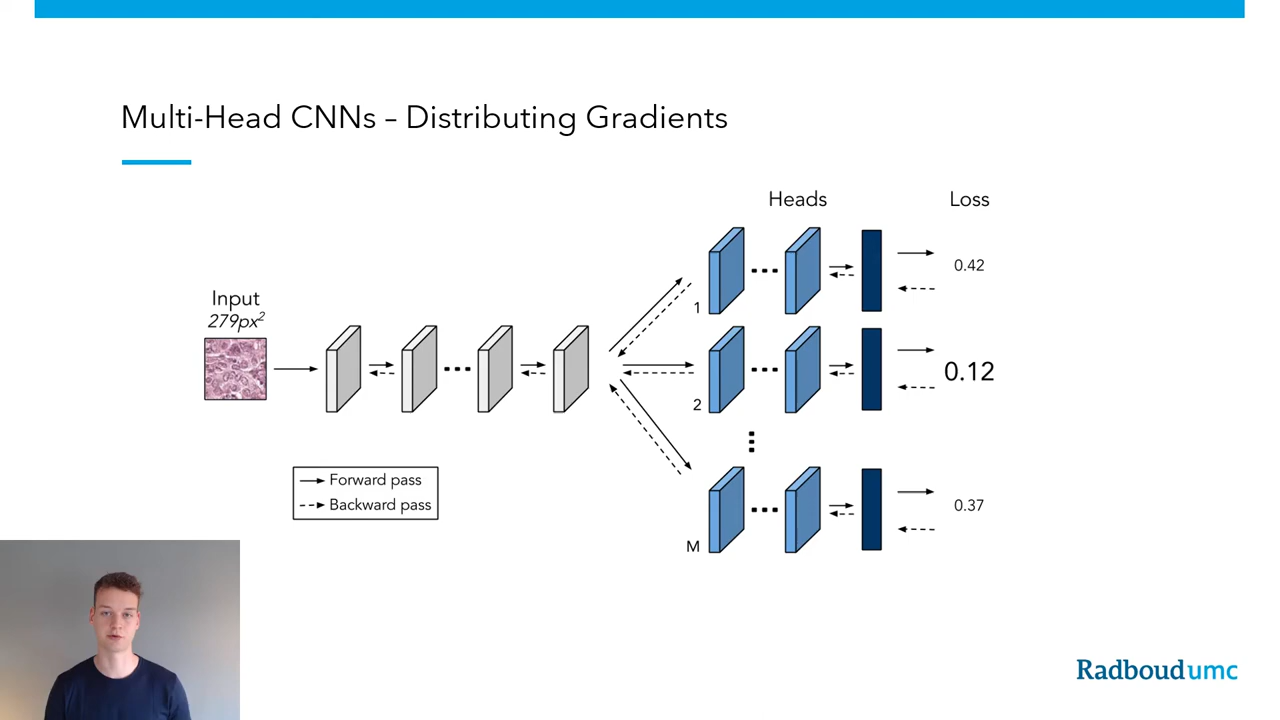 Multi-Head CNNs – Distributing Gradients
Heads
Loss
Input
279px²
1
0.42
2
0.12
M
0.37
Forward pass
Backward pass
Radboudumc